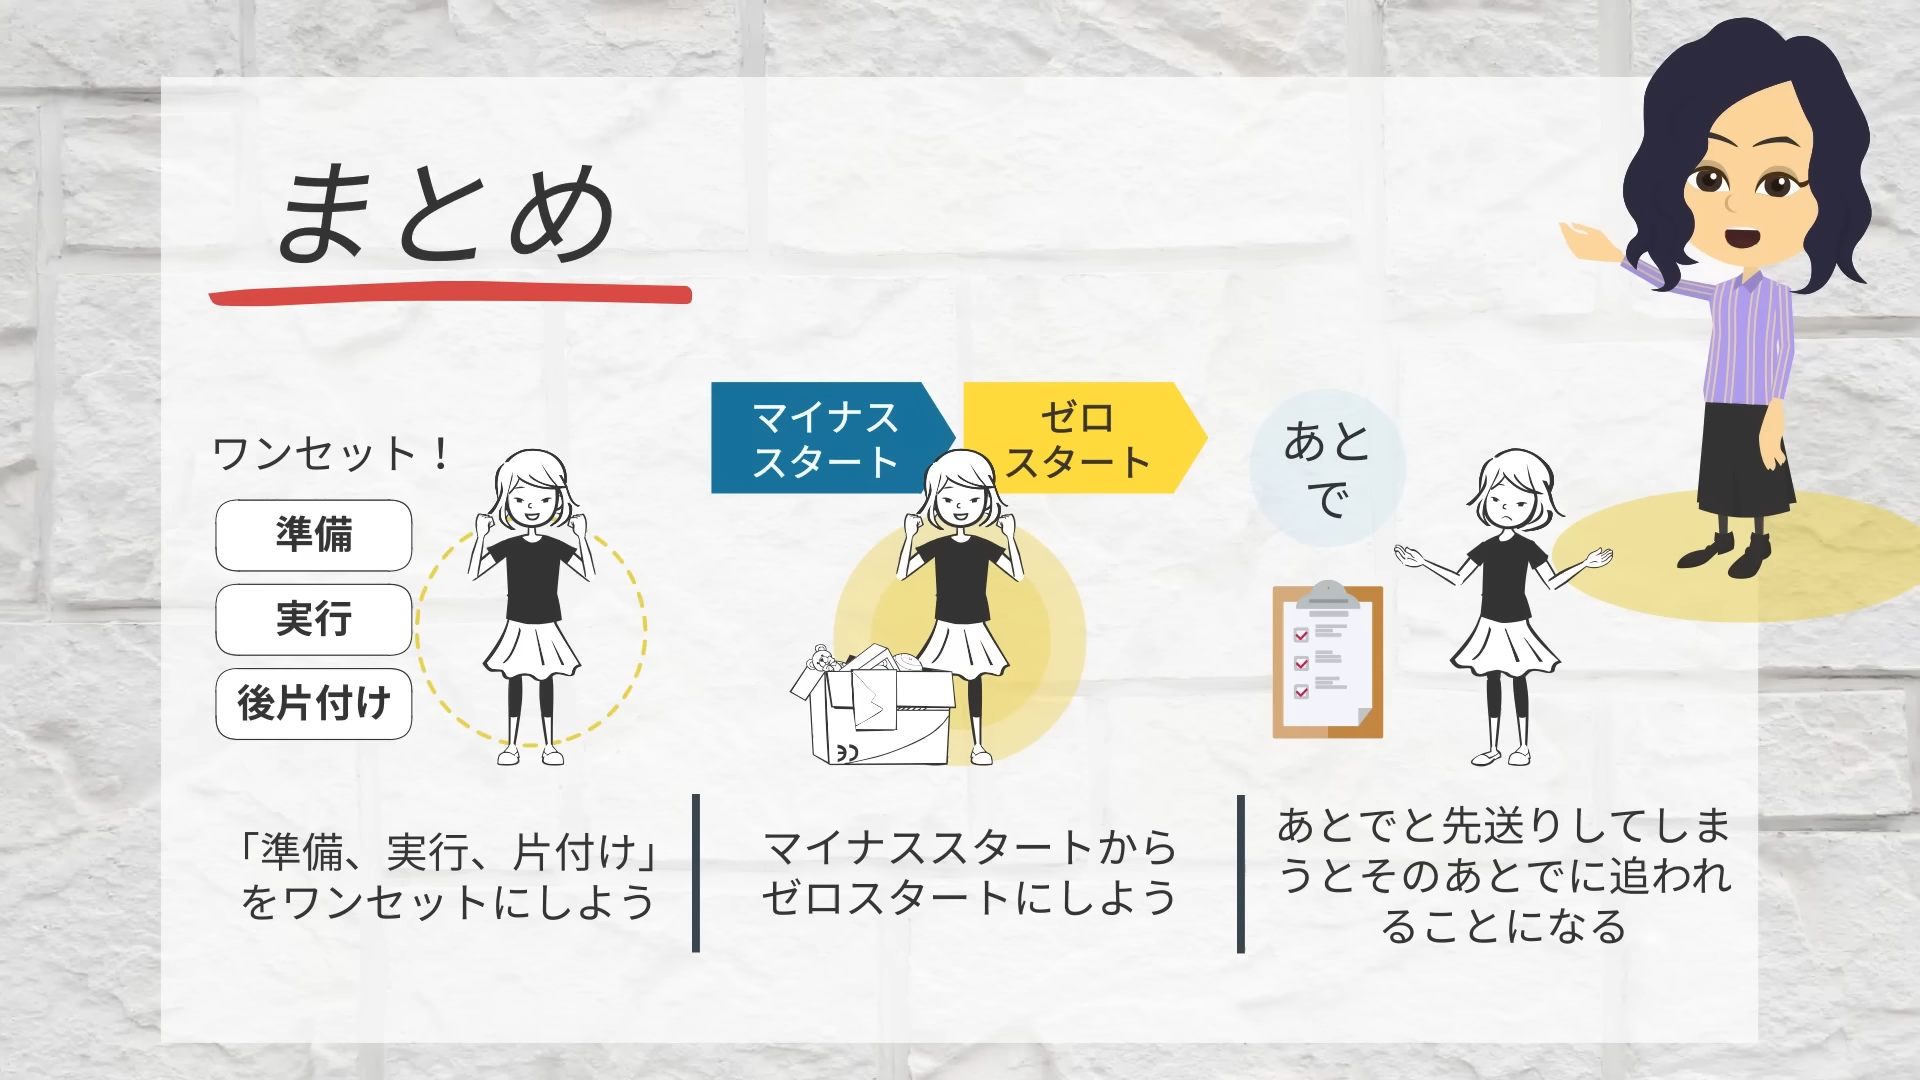 まとめ
ワンセット！
準備
実行
後片付け
「準備、実行、片付け」
をワンセットにしよう
マイナス
スタート
ゼロ
スタート
マイナススタートから
ゼロスタートにしよう
あと
で
あとでと先送りしてしま
うとそのあとでに追われ
ることになる